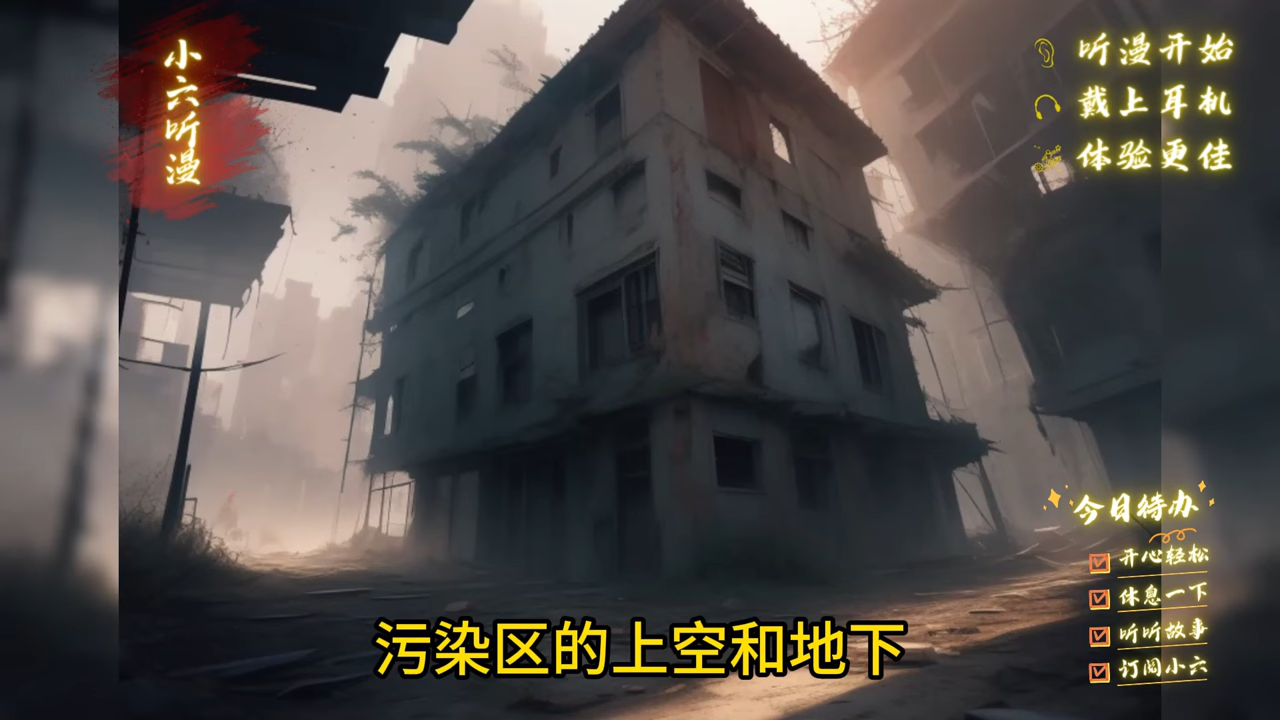 小六听漫
听漫开始
戴上耳机
体验更佳
今日待办
开心轻松
休息一下
听听故事
订阅小六
污染区的上空和地下